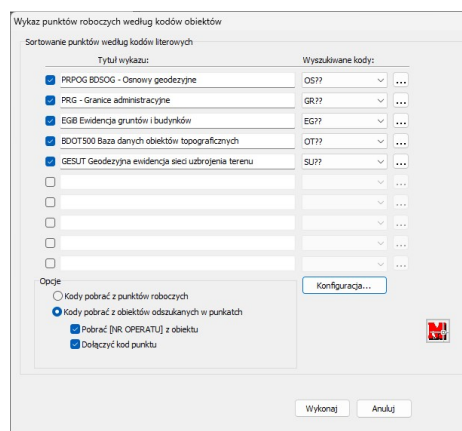 Wykaz punktów roboczych według kodów obiektów
Sortowanie punktów według kodów literowych
Tytuł wykazu: Wyszukiwane kody:
PRPOG BDSOG - Osnowy geodezyjne OS?? ...
PRG - Granice administracyjne GR?? ...
EGiB Ewidencja gruntów i budynków EG?? ...
BDOT500 Baza danych obiektów topograficznych OT?? ...
GESUT Geodezyjna ewidencja sieci uzbrojenia terenu SU?? ...
...
...
...
...
...
Opcje
Konfiguracja...
Kody pobrać z punktów roboczych
Kody pobrać z obiektów odszukanych w punkatch
Pobrać [NR OPERATU] z obiektu
Dołączyć kod punktu
Wykonaj Anuluj